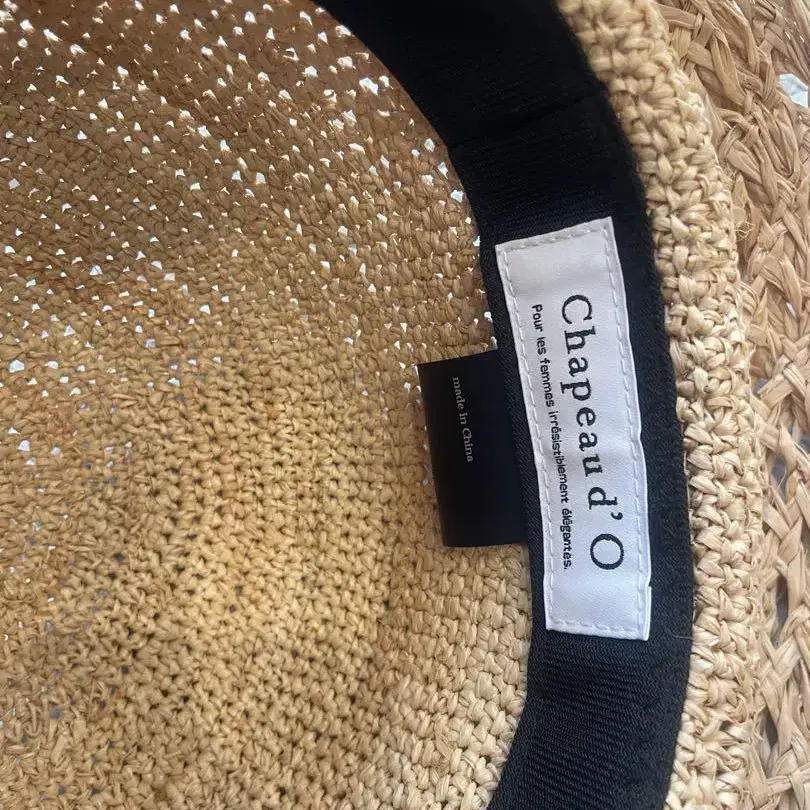 Chapeau d' O
Pour les femmes irrésistiblement élégantes.
made in China